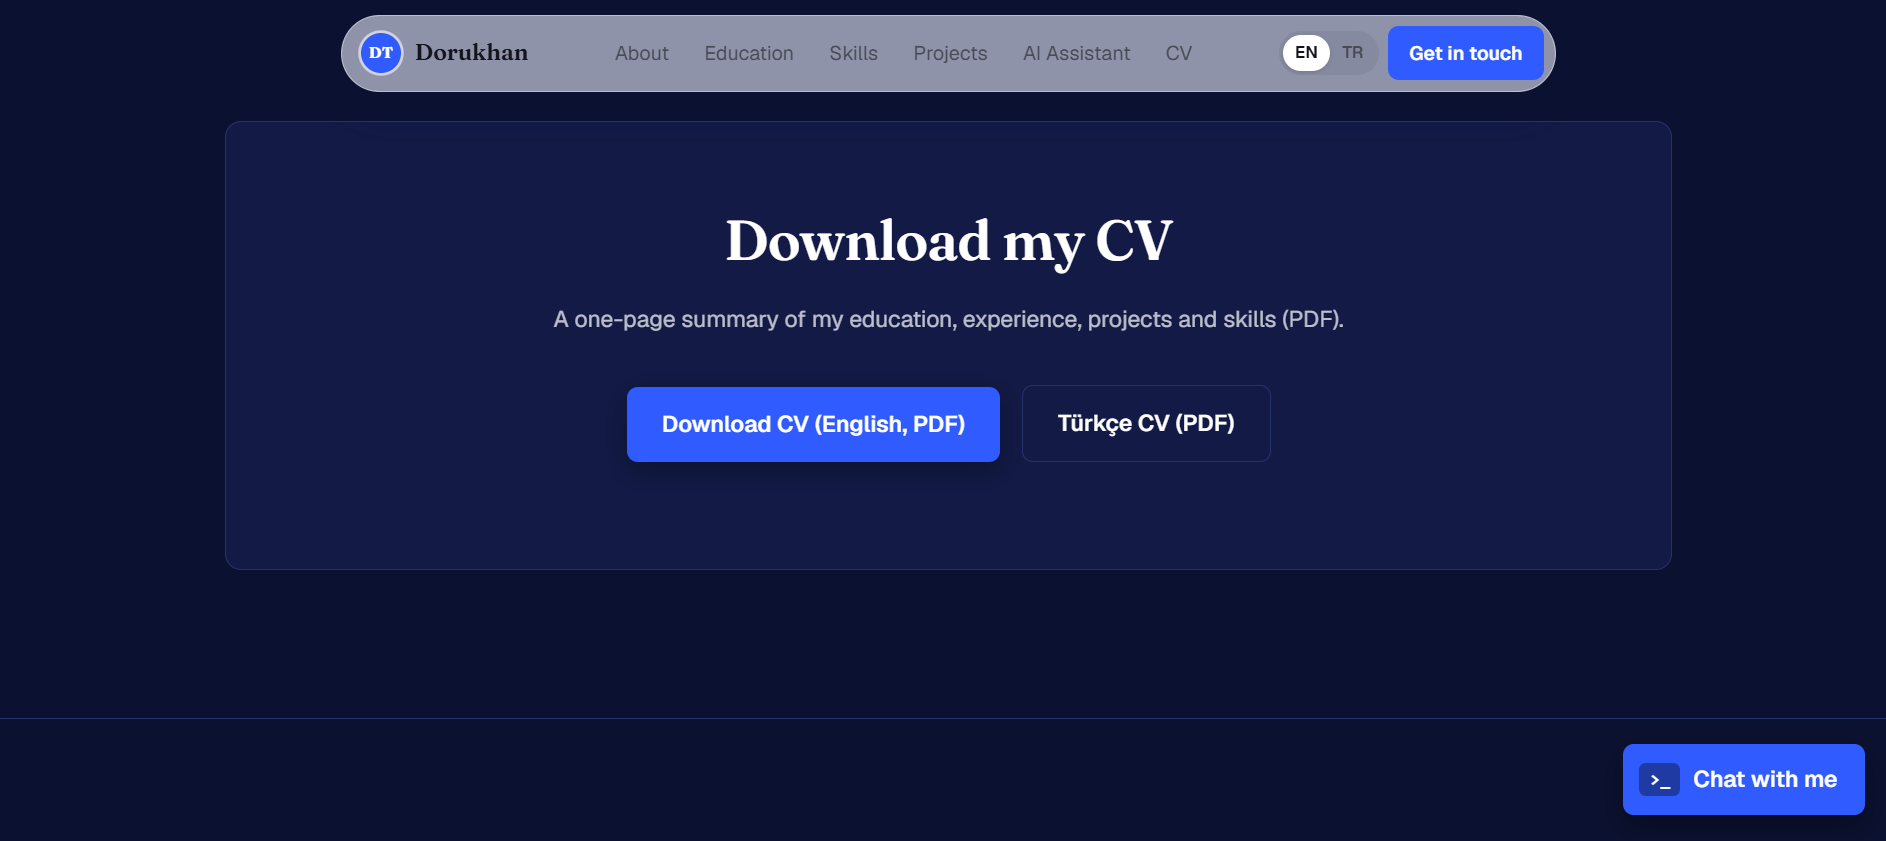 DT Dorukhan About Education Skills Projects AI Assistant CV EN TR Get in touch
Download my CV
A one-page summary of my education, experience, projects and skills (PDF).
Download CV (English, PDF) Türkçe CV (PDF)
>_ Chat with me